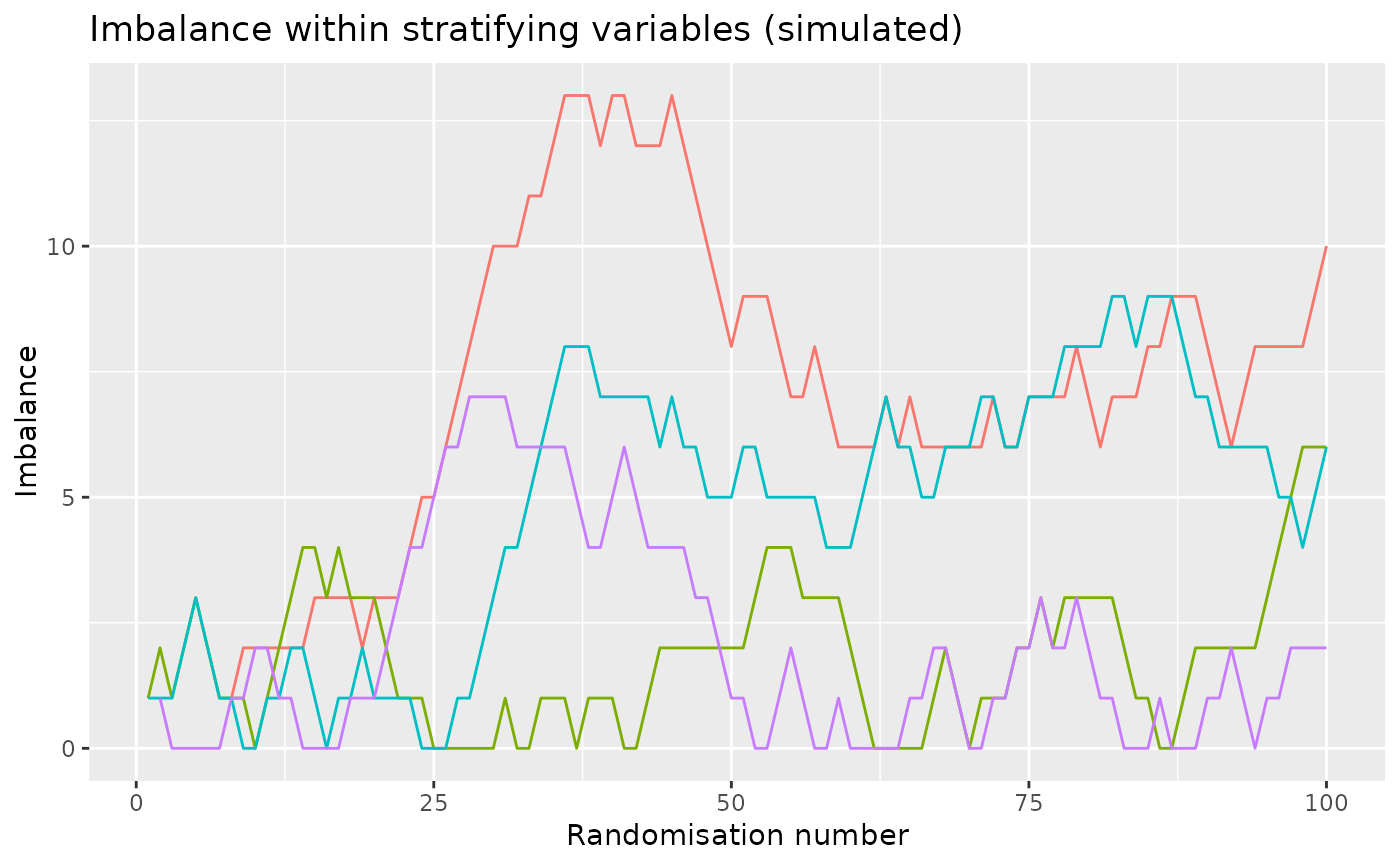 Imbalance within stratifying variables (simulated)
Imbalance
10
5
0
0 25 50 75 100
Randomisation number